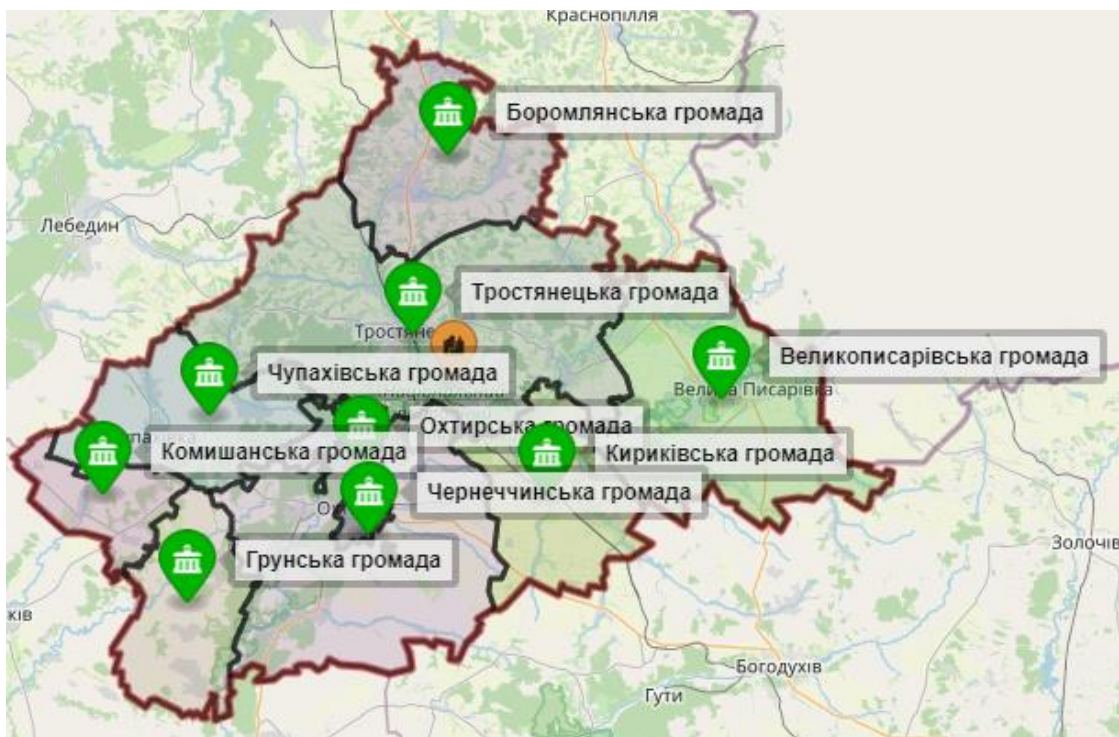 Краснопілля
Боромлянська громада
Лебедин
Тростянецька громада
Великописарівська громада
Чупахівська громада
Охтирська громада
Кириківська громада
Комишанська громада
Чернеччинська громада
Золочів
Грунська громада
Богодухів
Гути